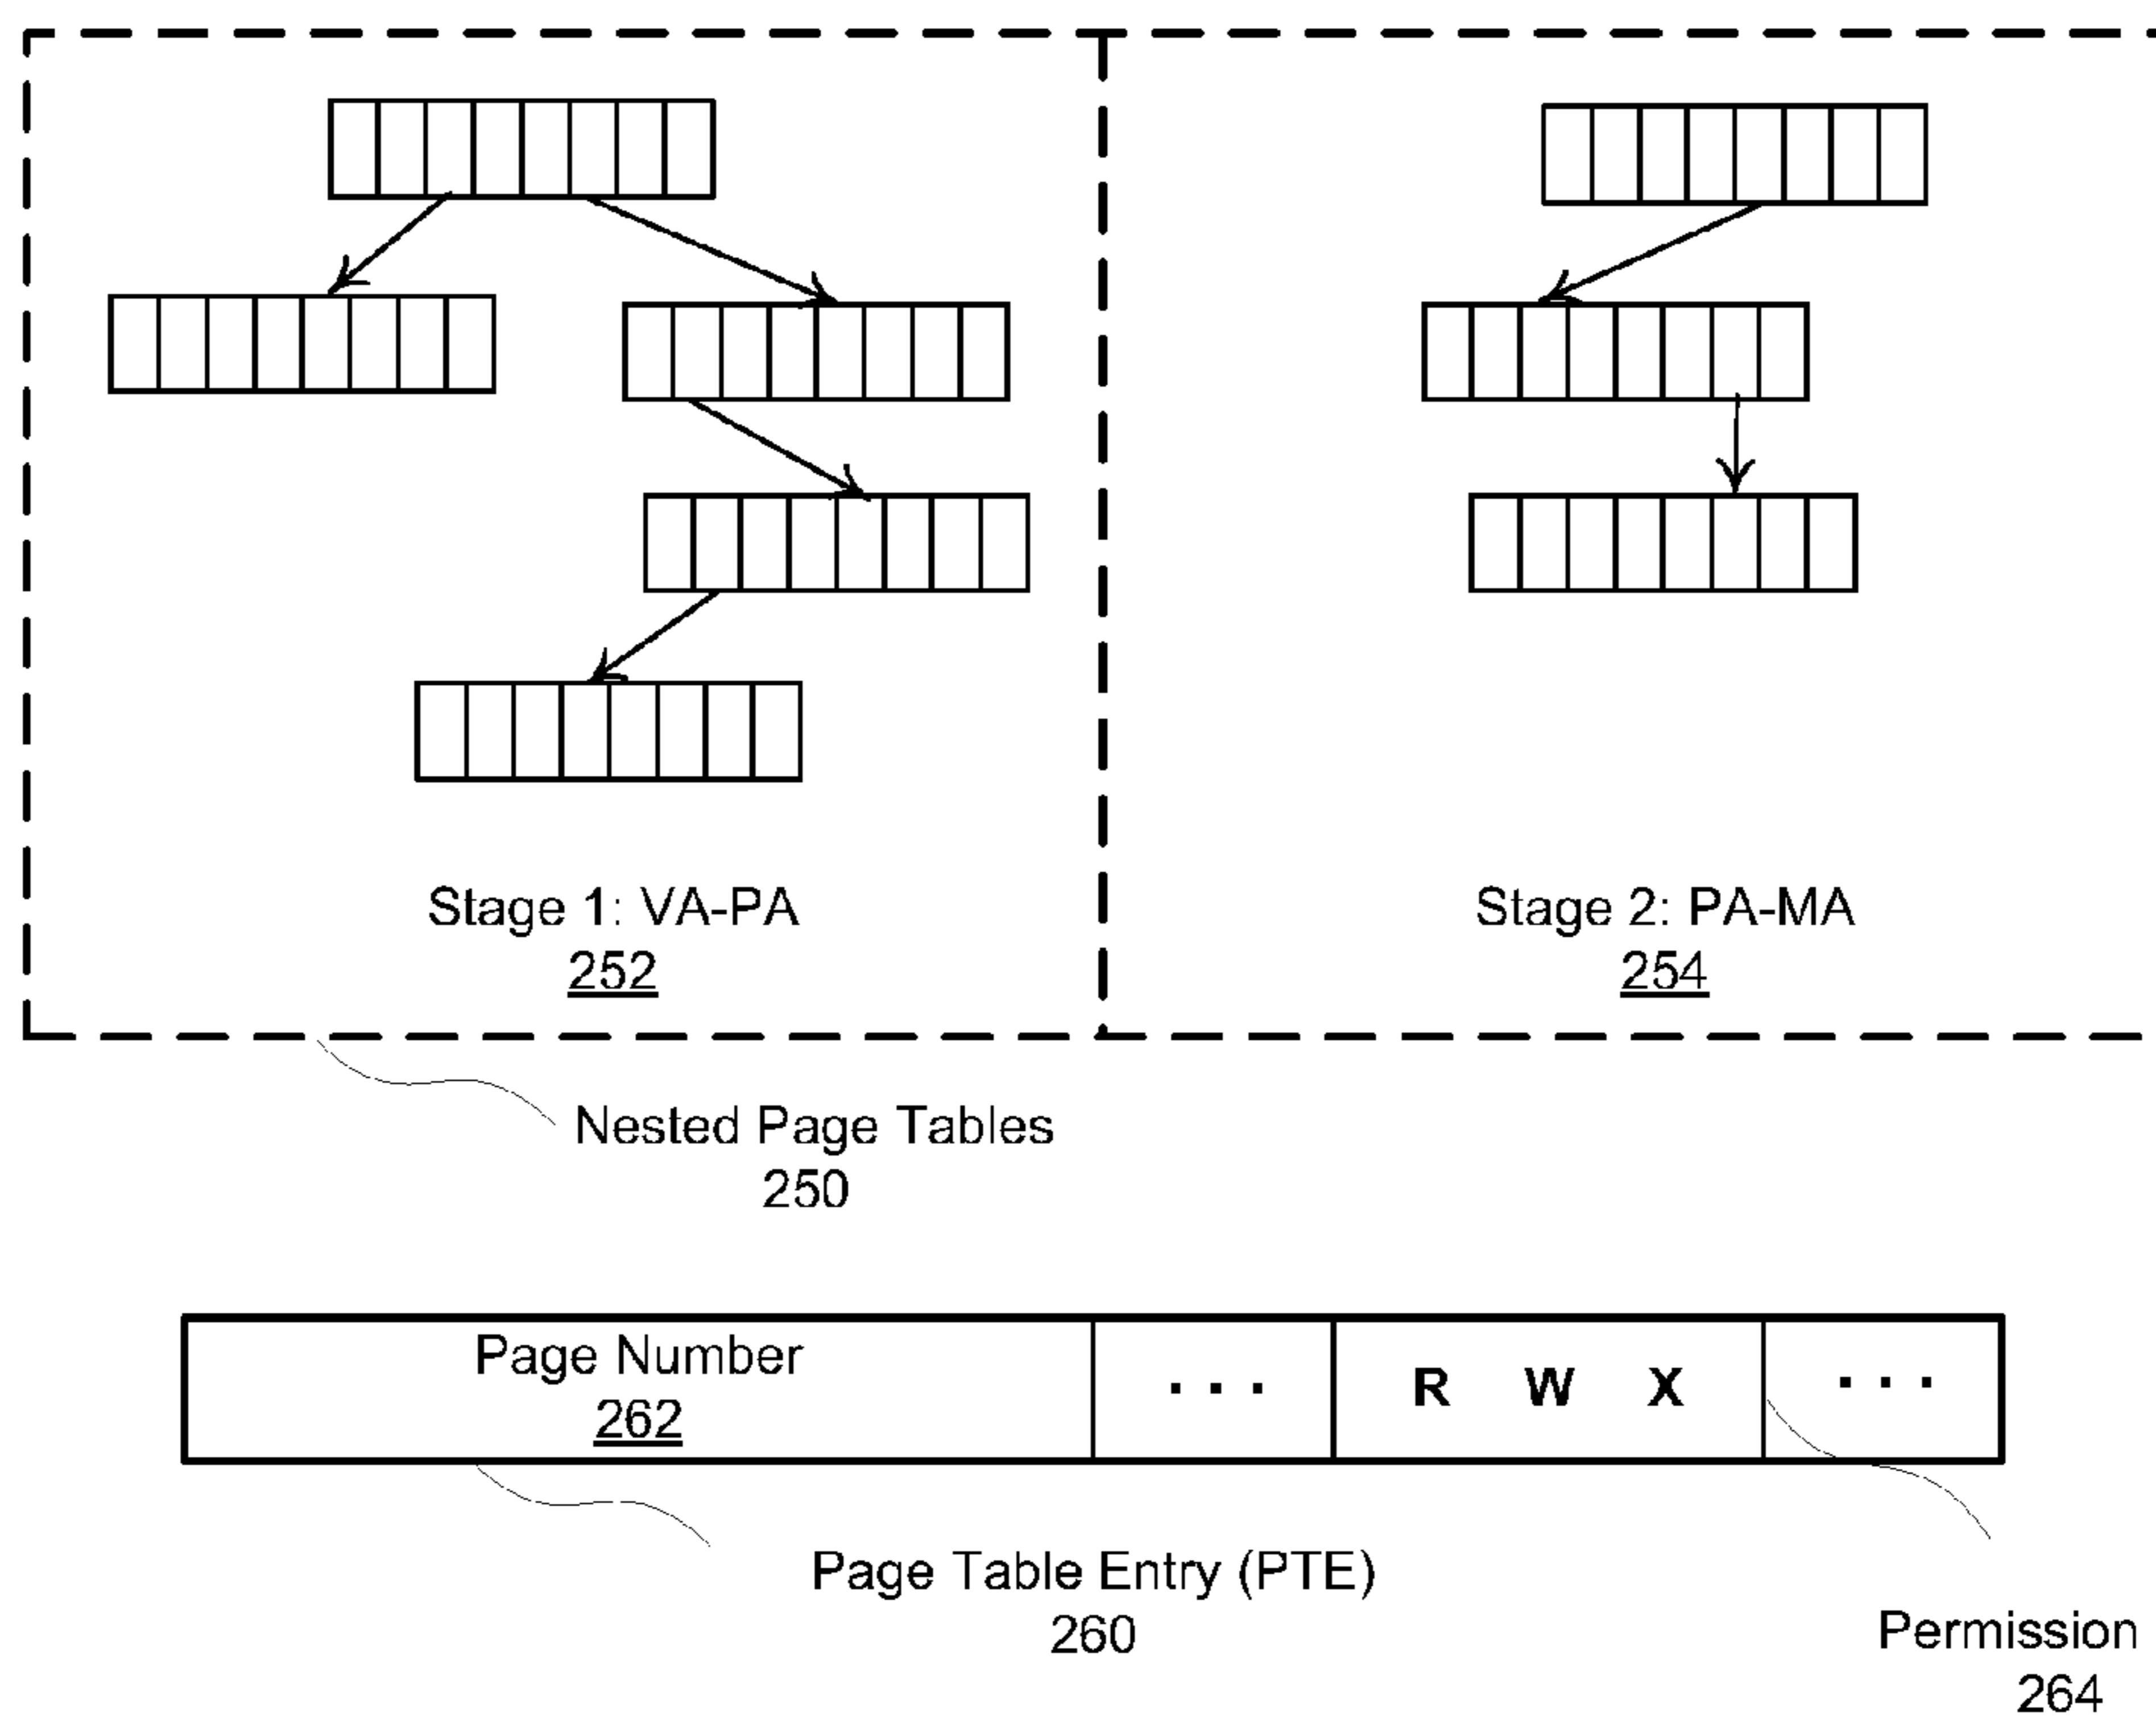 Stage 1: VA-PA
252
Stage 2: PA-MA
254
Nested Page Tables
250
Page Number
262
. . .
R W X
. . .
Page Table Entry (PTE)
260
Permission
264